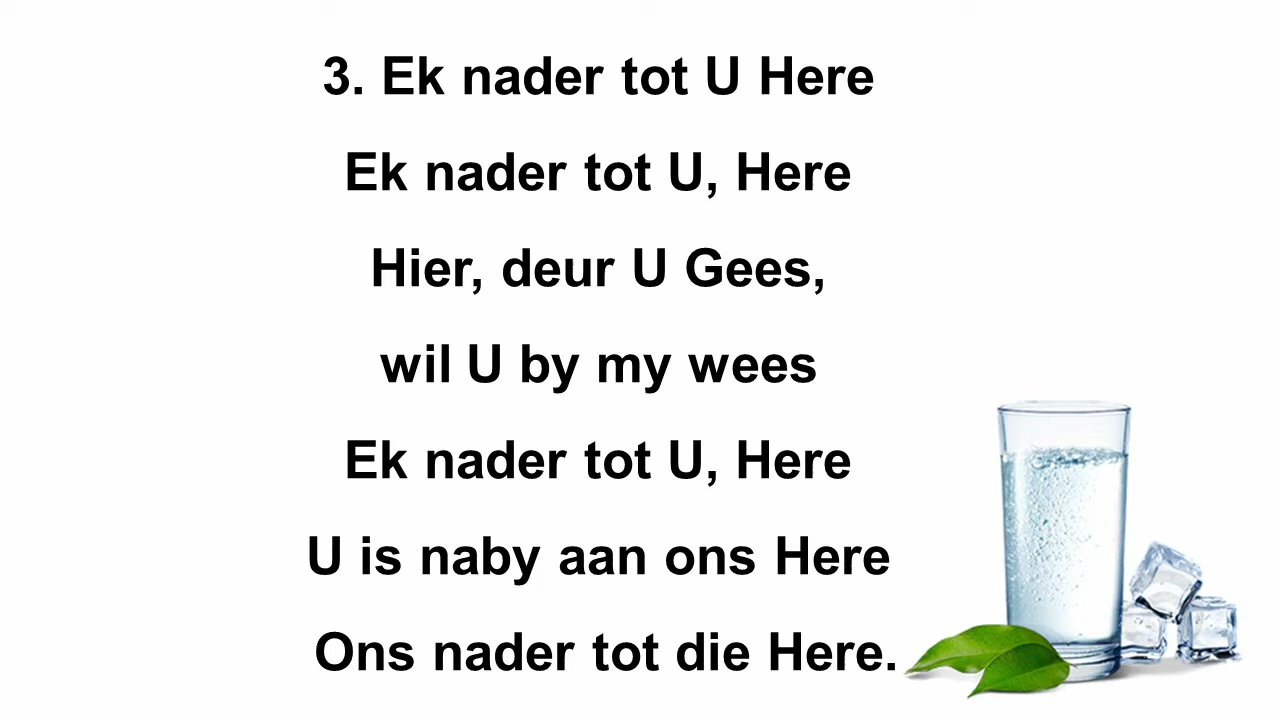 3. Ek nader tot U Here
Ek nader tot U, Here
Hier, deur U Gees,
wil U by my wees
Ek nader tot U, Here
U is naby aan ons Here
Ons nader tot die Here.